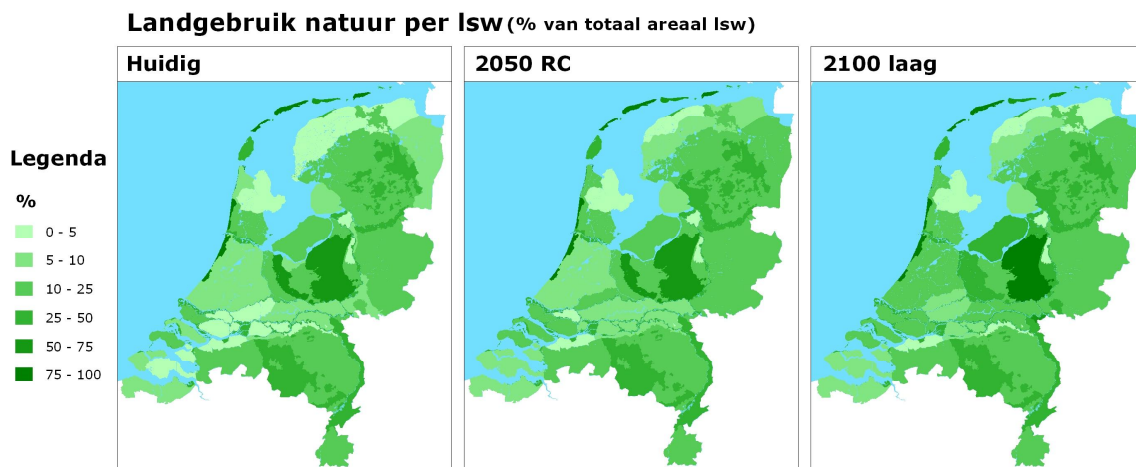 Landgebruik natuur per lsw (% van totaal areaal lsw)
Huidig
2050 RC
2100 laag
Legenda
%
0 - 5
5 - 10
10 - 25
25 - 50
50 - 75
75 - 100